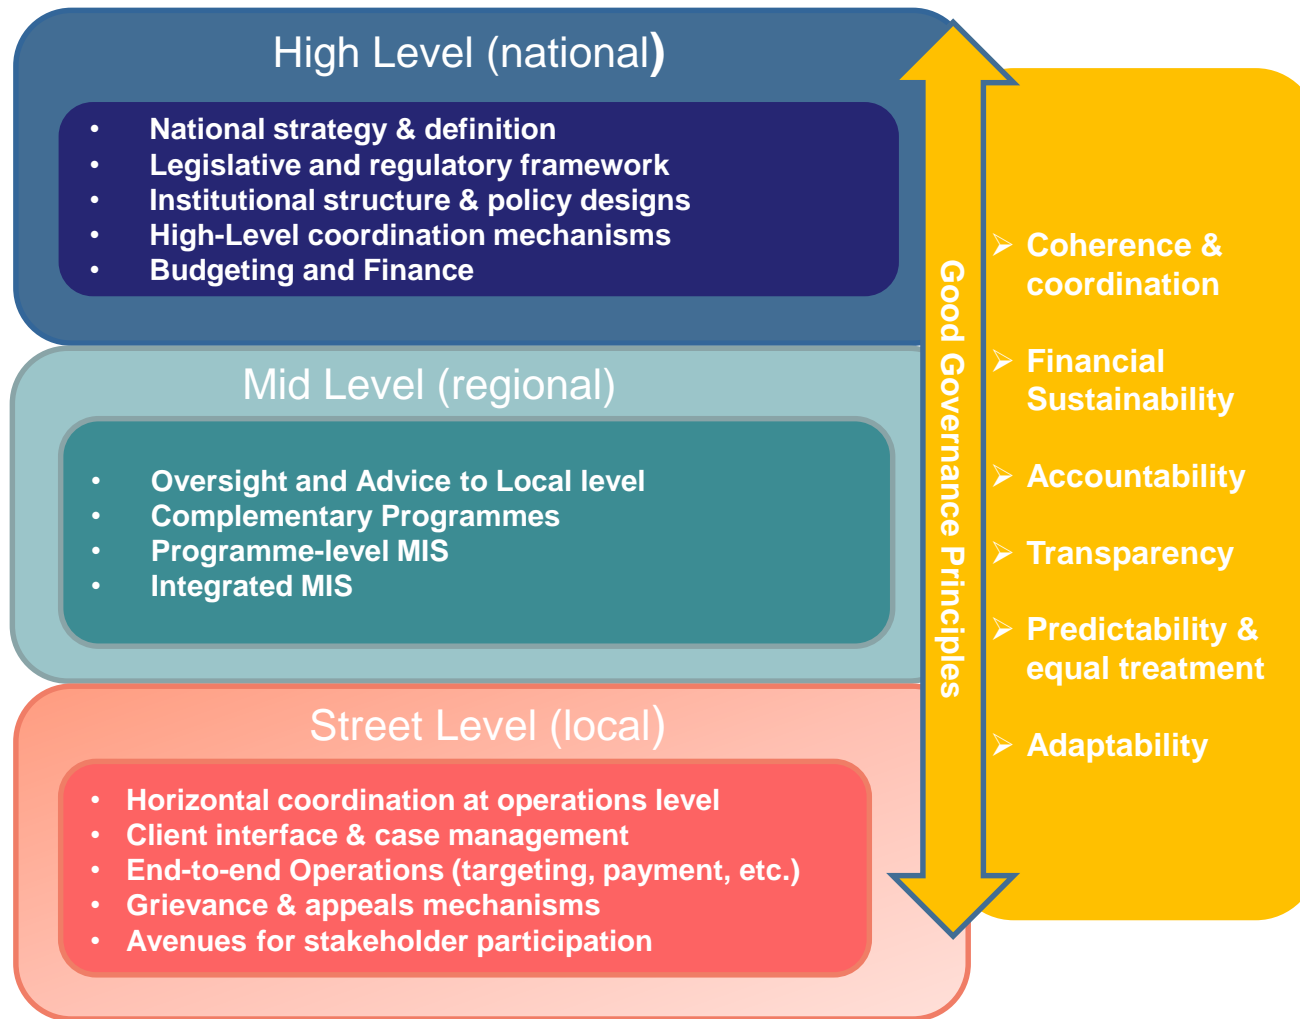 High Level (national)
• National strategy & definition
• Legislative and regulatory framework
• Institutional structure & policy designs
• High-Level coordination mechanisms
• Budgeting and Finance
Mid Level (regional)
• Oversight and Advice to Local level
• Complementary Programmes
• Programme-level MIS
• Integrated MIS
Street Level (local)
• Horizontal coordination at operations level
• Client interface & case management
• End-to-end Operations (targeting, payment, etc.)
• Grievance & appeals mechanisms
• Avenues for stakeholder participation
Good Governance Principles
➢ Coherence &
coordination
➢ Financial
Sustainability
➢ Accountability
➢ Transparency
➢ Predictability &
equal treatment
➢ Adaptability